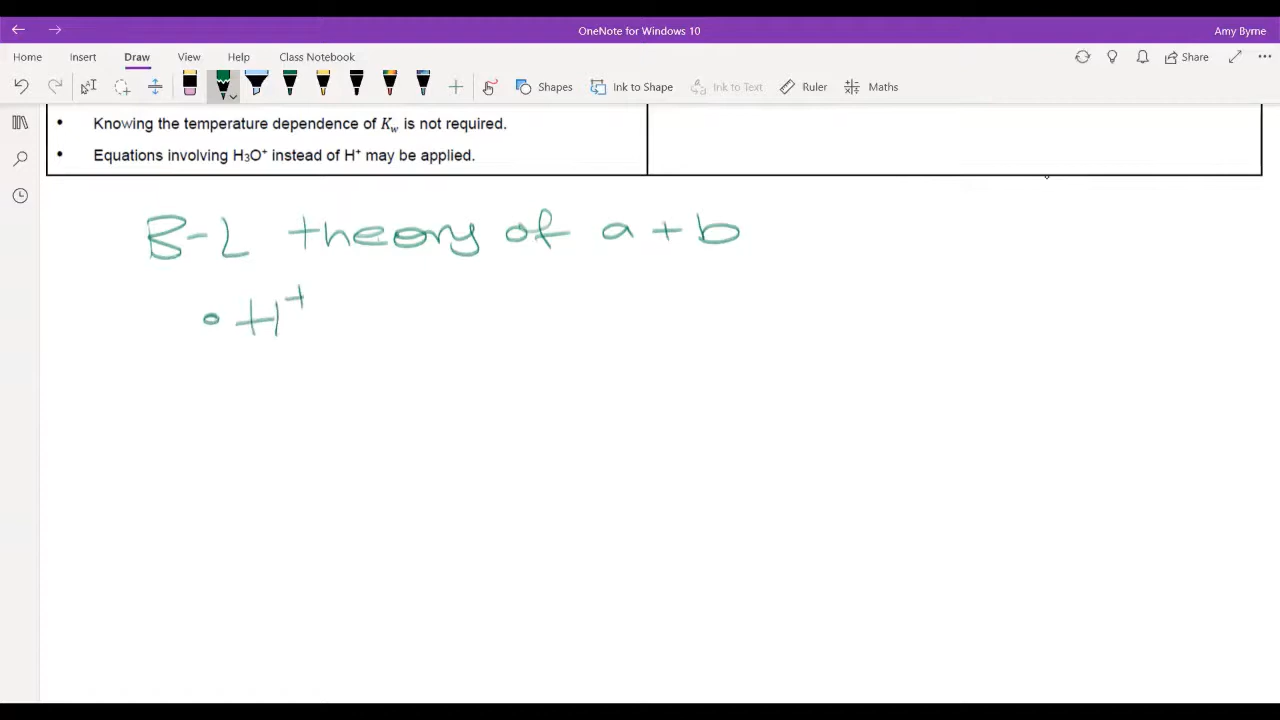 OneNote for Windows 10
Amy Byrne
Home Insert Draw View Help Class Notebook
Share
Shapes Ink to Shape Ink to Text Ruler Maths
• Knowing the temperature dependence of Kw is not required.
• Equations involving H₃O⁺ instead of H⁺ may be applied.
B-L theory of a + b
• H⁺